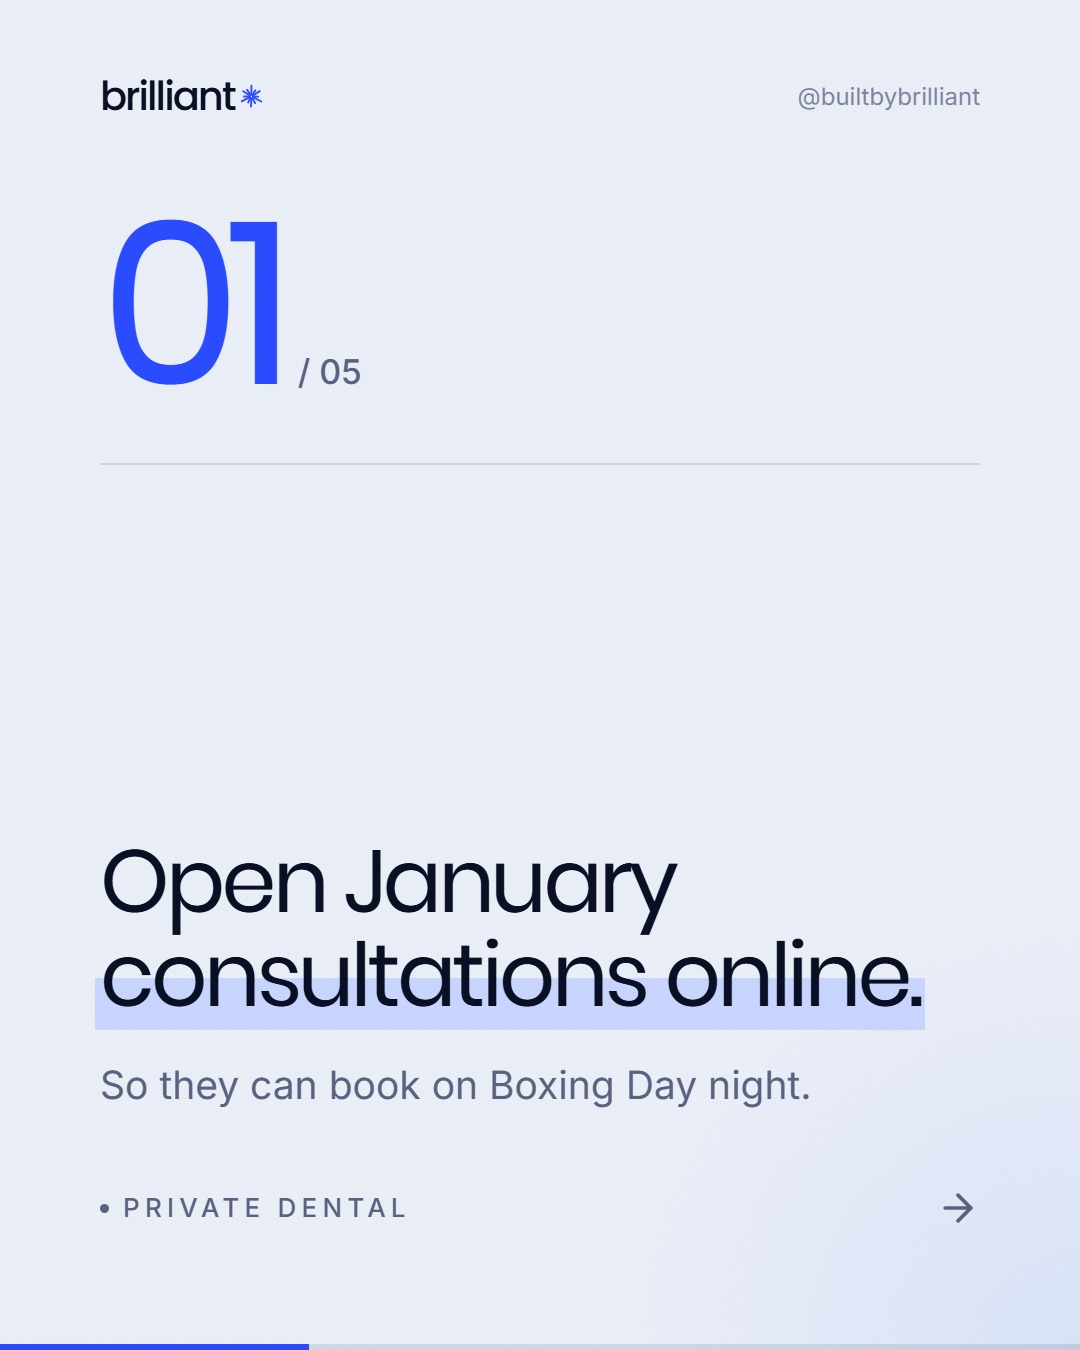 brilliant
@builtbybrilliant
01 / 05
Open January
consultations online.
So they can book on Boxing Day night.
• PRIVATE DENTAL